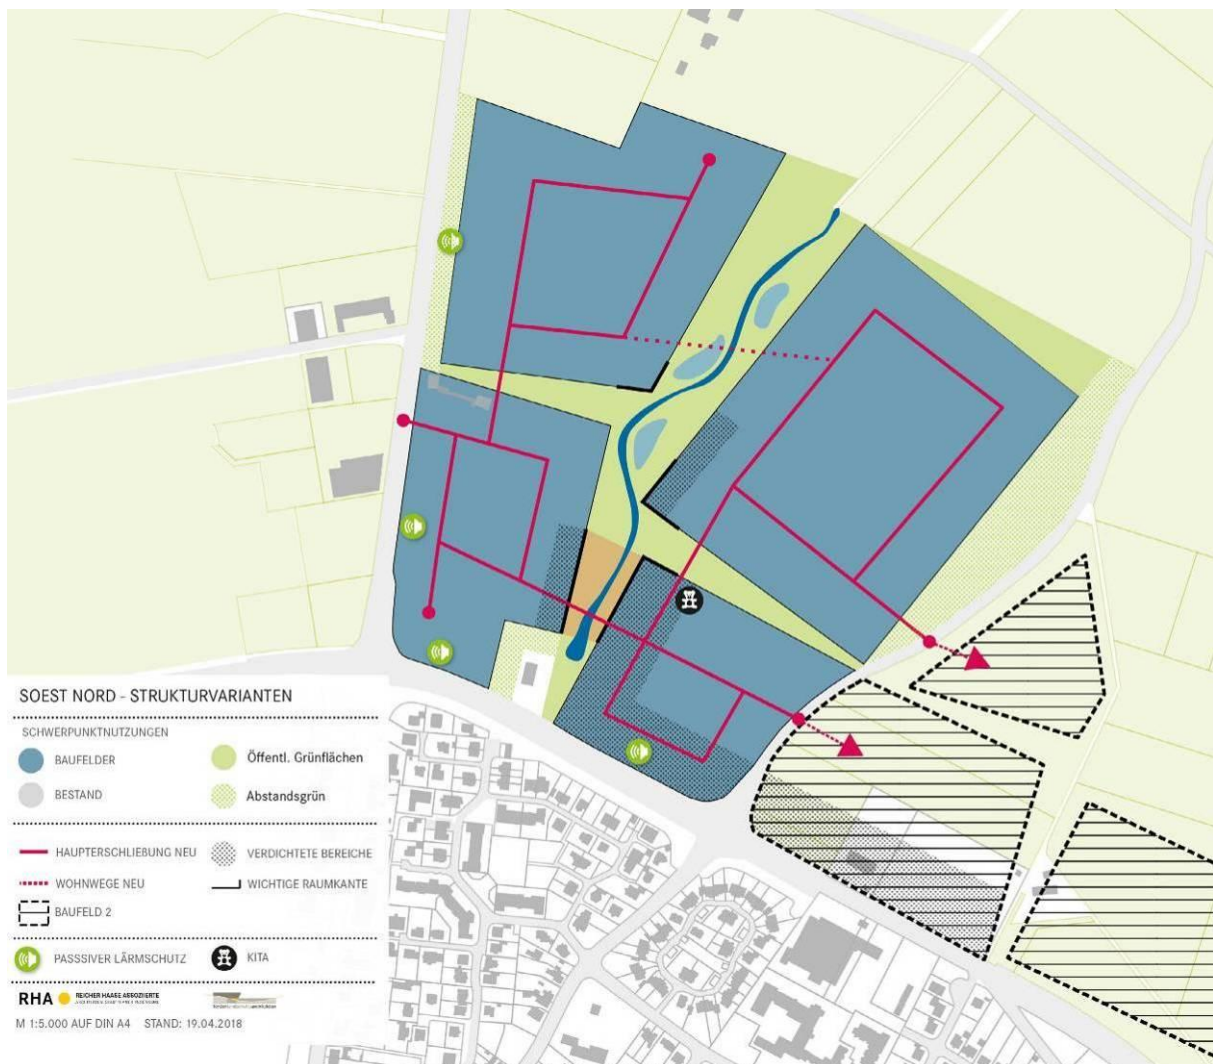 SOEST NORD - STRUKTURVARIANTEN
SCHWERPUNKTNUTZUNGEN
BAUFELDER
Öffentl. Grünflächen
BESTAND
Abstandsgrün
HAUPTERSCHLIEßUNG NEU
VERDICHTETE BEREICHE
WOHNWEGE NEU
WICHTIGE RAUMKANTE
BAUFELD 2
PASSSIVER LÄRMSCHUTZ
KITA
RHA REICHER HAASE ASSOZIIERTE
M 1:5.000 AUF DIN A4 STAND: 19.04.2018